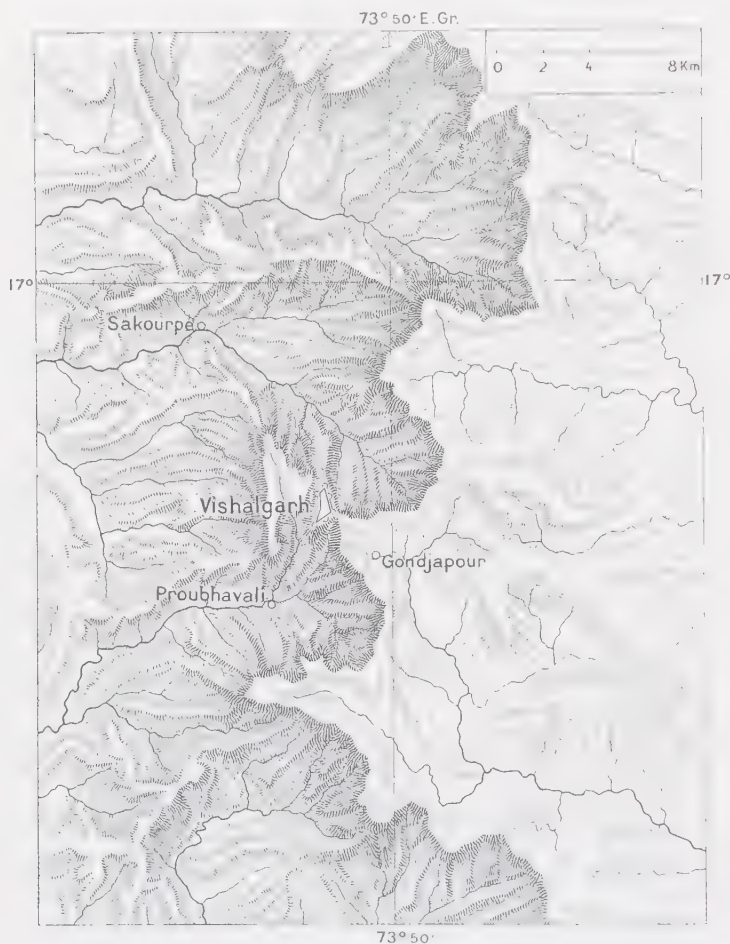 73° 50' E. Gr.
0 2 4 8 Km
17° 17°
Sakourpe
Vishalgarh
Gondjapour
Proubhavali
73° 50'